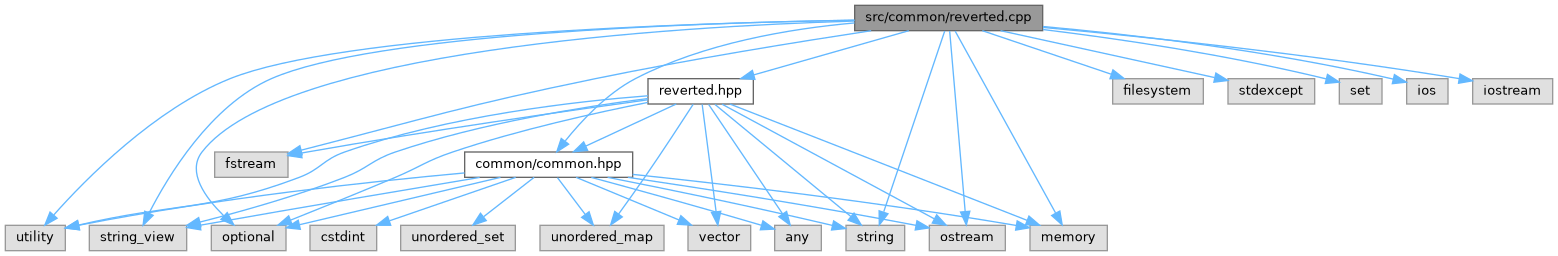 src/common/reverted.cpp
reverted.hpp
filesystem
stdexcept
set
ios
iostream
fstream
common/common.hpp
utility
string_view
optional
cstdint
unordered_set
unordered_map
vector
any
string
ostream
memory